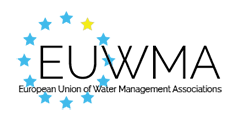 EUWMA
European Union of Water Management Associations